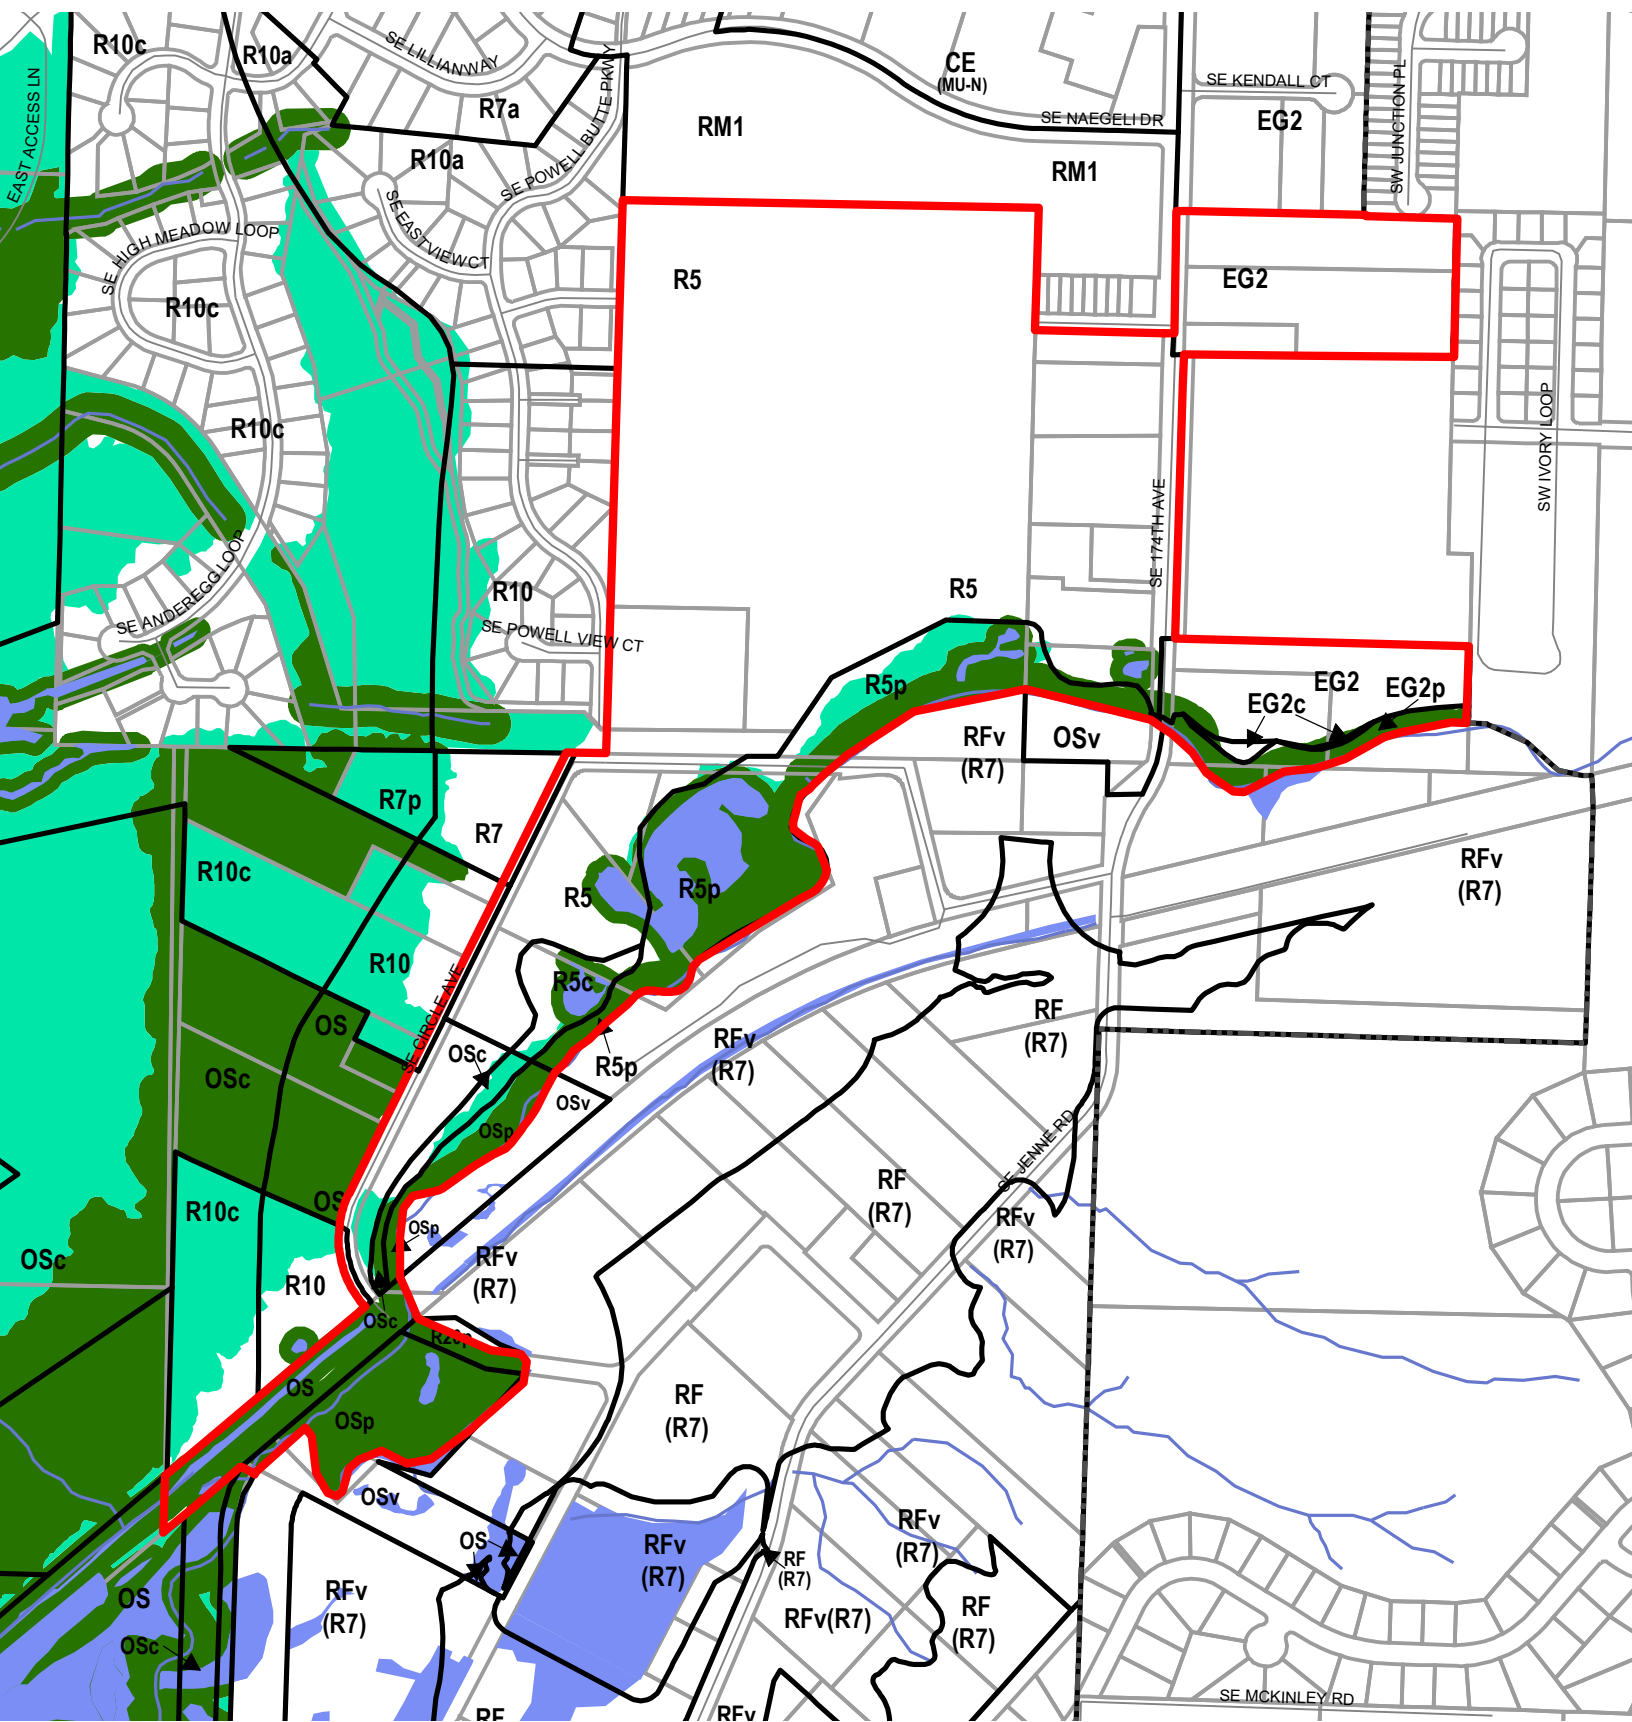 R10c
R10a
SE LILLIANWAY
R7a
R10a
SE POWELL BUTTE PKWY
EAST ACCESS LN
CE
(MU-N)
RM1
SE NAEGELI DR
RM1
SE KENDALL CT
EG2
SW JUNCTION PL
SE EASTVIEW CT
SE HIGH MEADOW LOOP
R10c
R5
EG2
R10c
SW IVORY LOOP
SE 174TH AVE
SE ANDEREGG LOOP
R10
SE POWELL VIEW CT
R5
R5p
EG2
EG2p
EG2c
RFv
(R7)
OSv
R7p
R7
R10c
R5
R5p
RFv
(R7)
R10
R5c
SE CIRCLE AVE
OS
OSc
OSc
R5p
RFv
(R7)
RF
(R7)
OSv
OSp
SE JENNE RD
OS
R10c
OSp
RF
(R7)
RFv
(R7)
OSc
R10
RFv
(R7)
OSc
R20p
OS
OSp
RF
(R7)
OSv
OS
RFv
(R7)
RFv
(R7)
RF
(R7)
OS
OSc
RFv
(R7)
RFv(R7)
RF
(R7)
SE MCKINLEY RD
RF
RFv